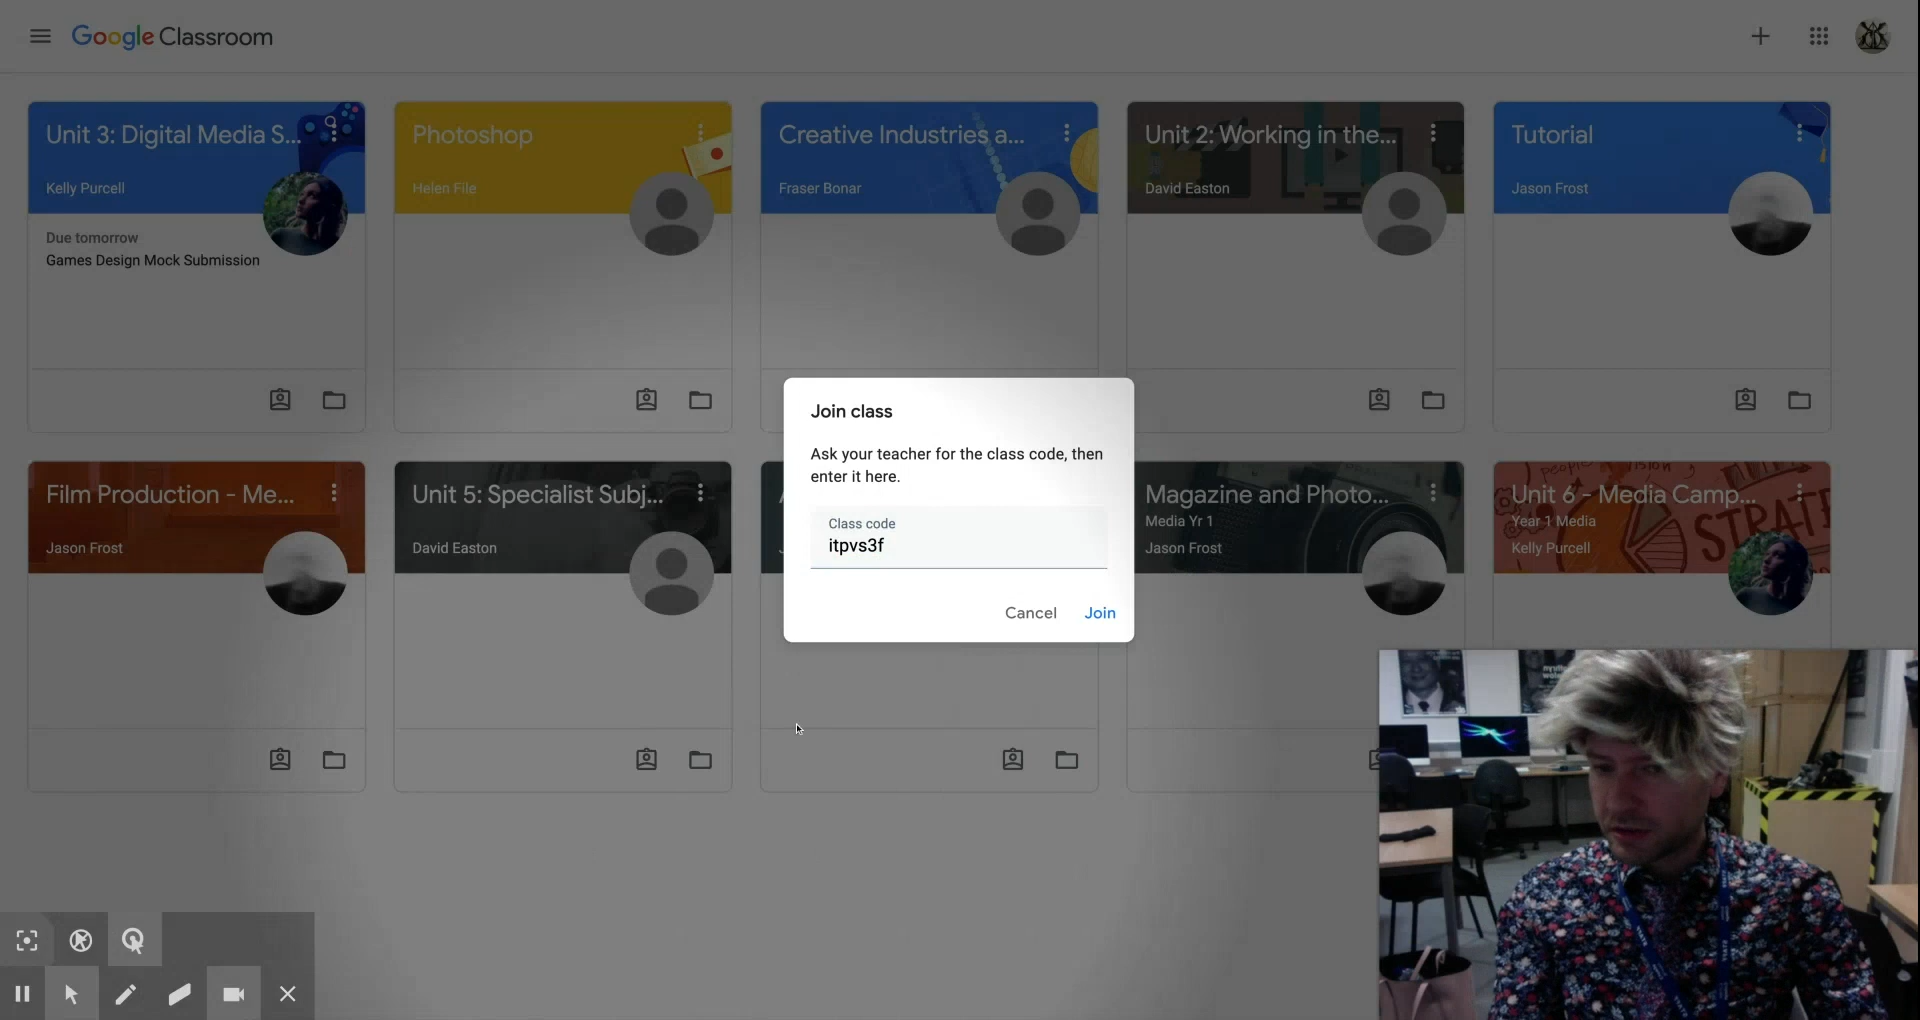 Google Classroom
Unit 3: Digital Media S...
Kelly Purcell
Due tomorrow
Games Design Mock Submission
Photoshop
Helen File
Creative Industries a...
Fraser Bonar
Unit 2: Working in the...
David Easton
Tutorial
Jason Frost
Join class
Ask your teacher for the class code, then
enter it here.
Class code
itpvs3f
Cancel
Join
Film Production - Me...
Jason Frost
Unit 5: Specialist Subj...
David Easton
Magazine and Photo...
Media Yr 1
Jason Frost
Unit 6 - Media Camp...
Year 1 Media
Kelly Purcell
people
vision
STRATE